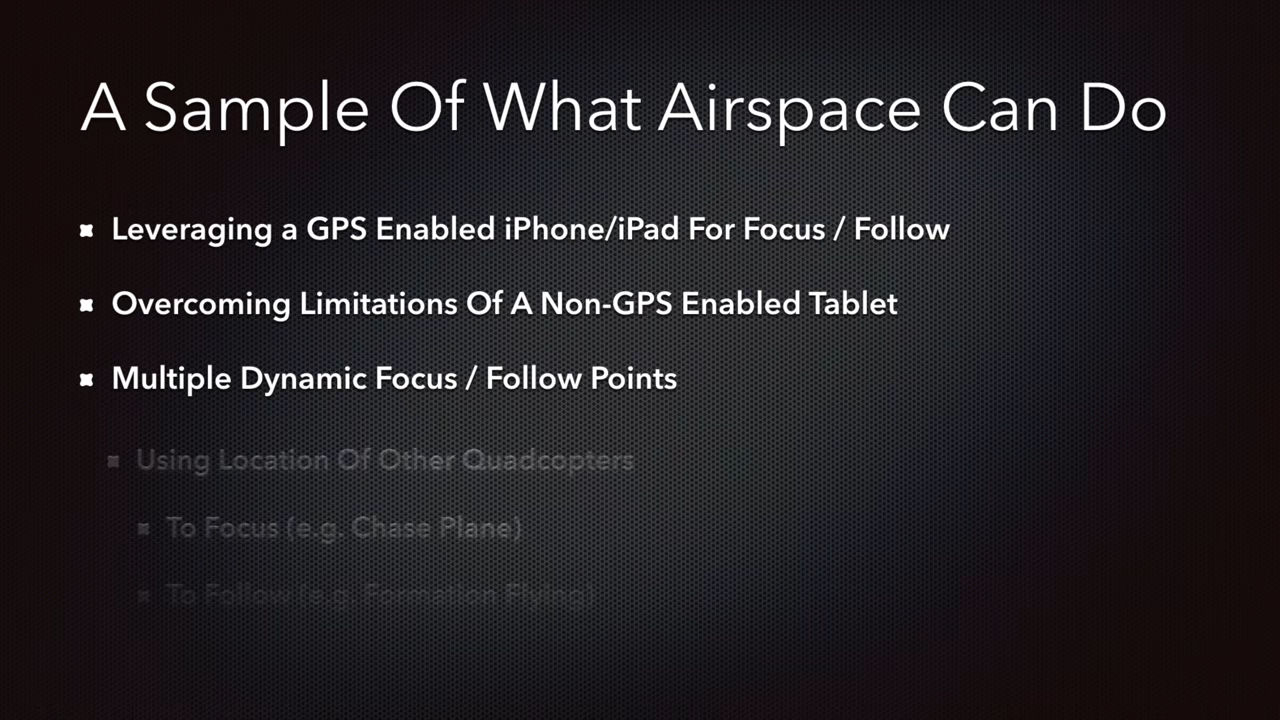 A Sample Of What Airspace Can Do
Leveraging a GPS Enabled iPhone/iPad For Focus / Follow
Overcoming Limitations Of A Non-GPS Enabled Tablet
Multiple Dynamic Focus / Follow Points
Using Location Of Other Quadcopters
To Focus (e.g. Chase Plane)
To Follow (e.g. Formation Flying)